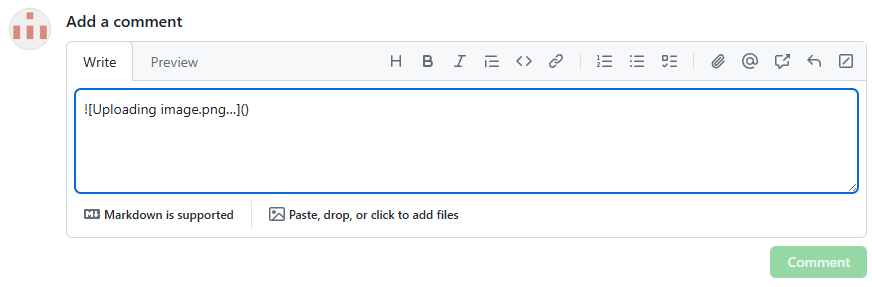 Add a comment
Write Preview
![Uploading image.png…]()
Markdown is supported Paste, drop, or click to add files
Comment